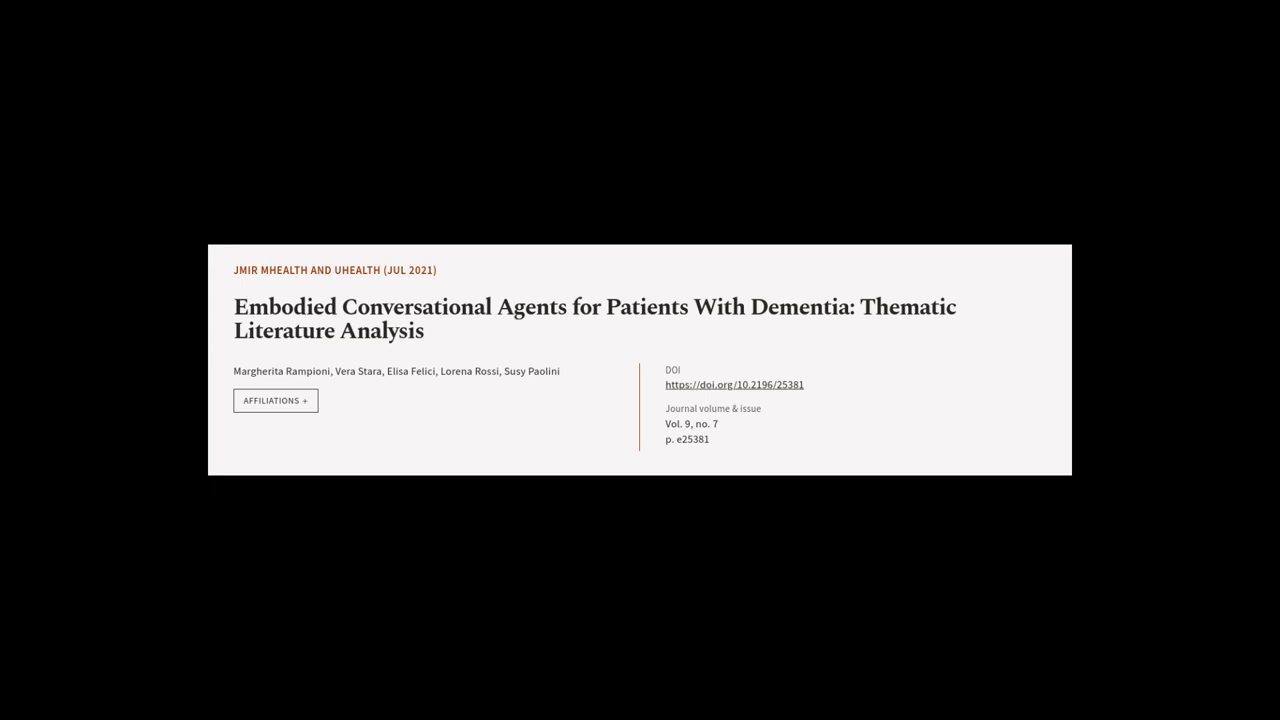 JMIR MHEALTH AND UHEALTH (JUL 2021)
Embodied Conversational Agents for Patients With Dementia: Thematic
Literature Analysis
Margherita Rampioni, Vera Stara, Elisa Felici, Lorena Rossi, Susy Paolini
AFFILIATIONS +
DOI
https://doi.org/10.2196/25381
Journal volume & issue
Vol. 9, no. 7
p. e25381